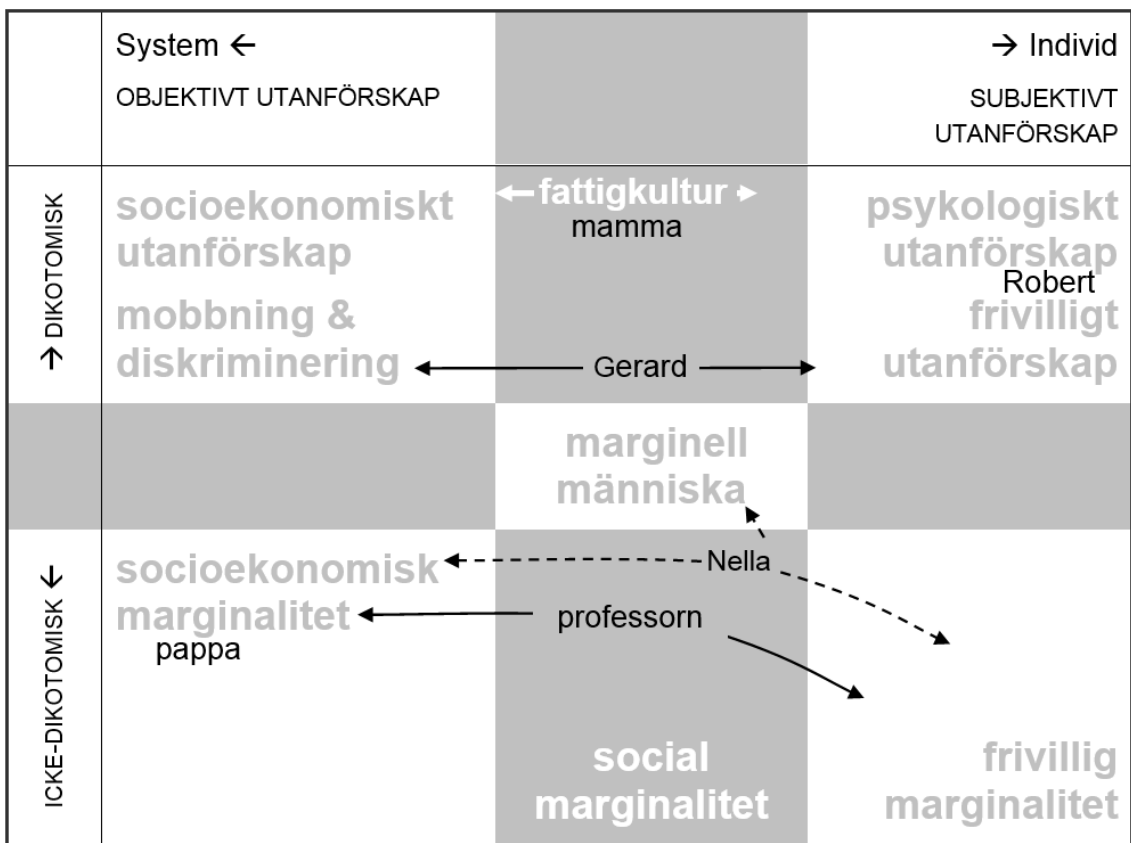 System ←
→ Individ
OBJEKTIVT UTANFÖRSKAP
SUBJEKTIVT
UTANFÖRSKAP
→ DIKOTOMISK
socioekonomiskt
utanförskap
mobbning &
diskriminering
←fattigkultur→
mamma
Gerard
psykologiskt
utanförskap
Robert
frivilligt
utanförskap
marginell
människa
ICKE-DIKOTOMISK ←
socioekonomisk
marginalitet
pappa
Nella
professorn
social
marginalitet
frivillig
marginalitet